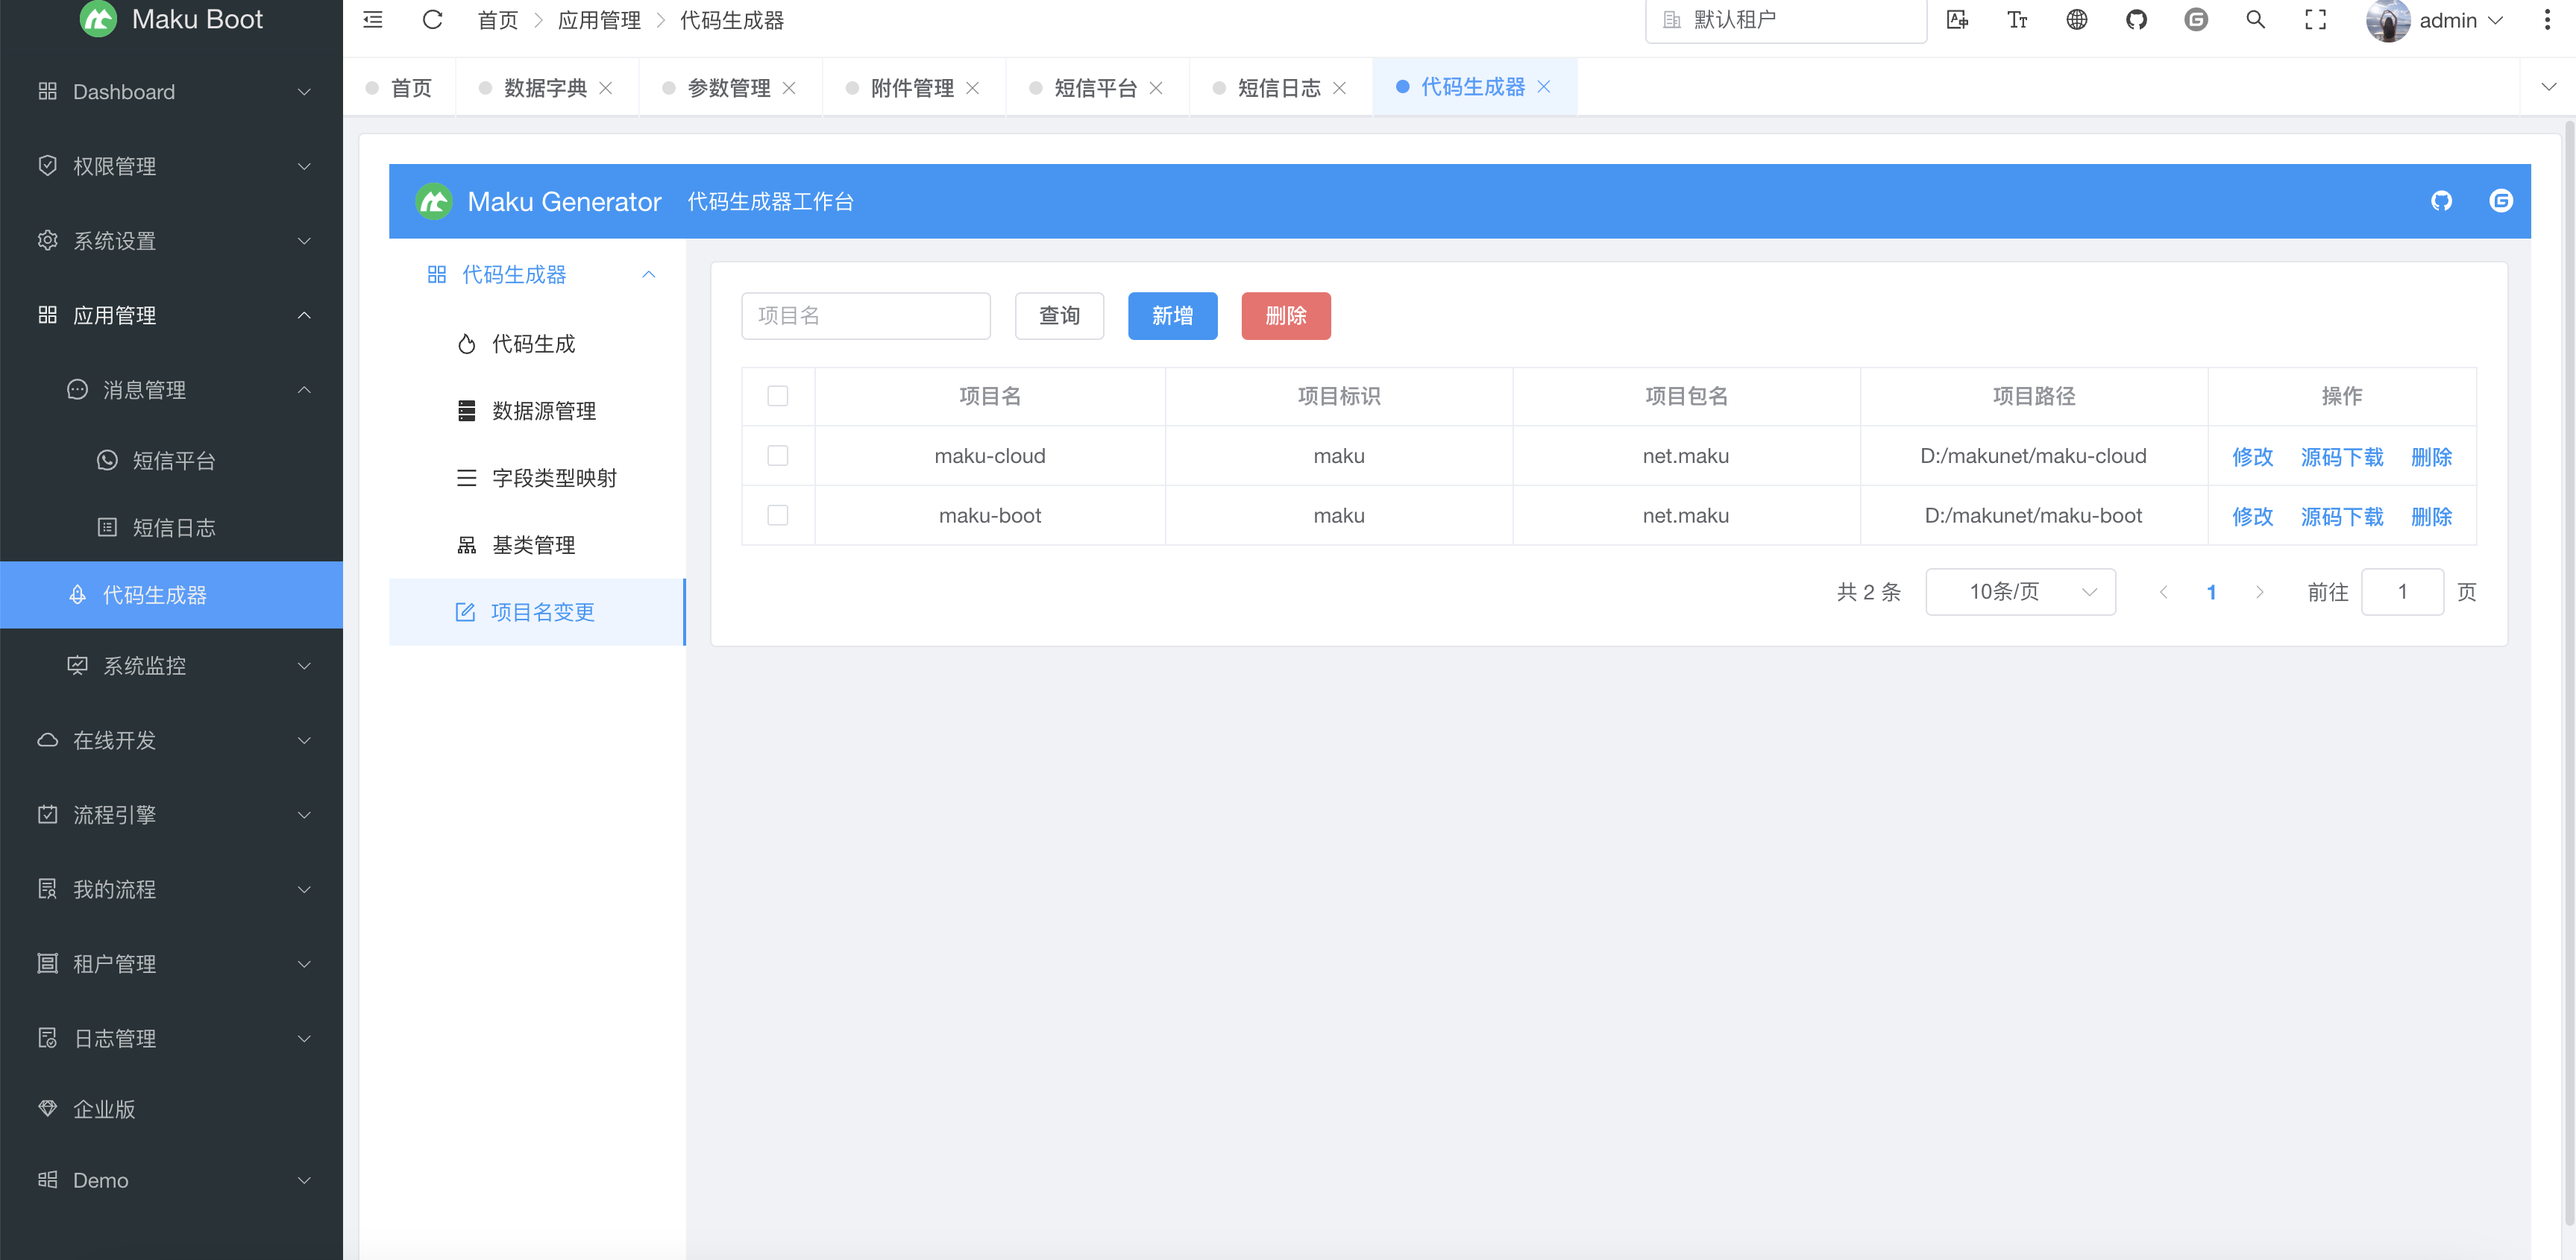 Maku Boot
首页 > 应用管理 > 代码生成器
默认租户
admin
Dashboard
权限管理
系统设置
应用管理
消息管理
短信平台
短信日志
代码生成器
系统监控
在线开发
流程引擎
我的流程
租户管理
日志管理
企业版
Demo
首页 数据字典 参数管理 附件管理 短信平台 短信日志 代码生成器
Maku Generator 代码生成器工作台
代码生成器
代码生成
数据源管理
字段类型映射
基类管理
项目名变更
项目名 查询 新增 删除
项目名 项目标识 项目包名 项目路径 操作
maku-cloud maku net.maku D:/makunet/maku-cloud 修改 源码下载 删除
maku-boot maku net.maku D:/makunet/maku-boot 修改 源码下载 删除
共 2 条 10条/页 1 前往 1 页